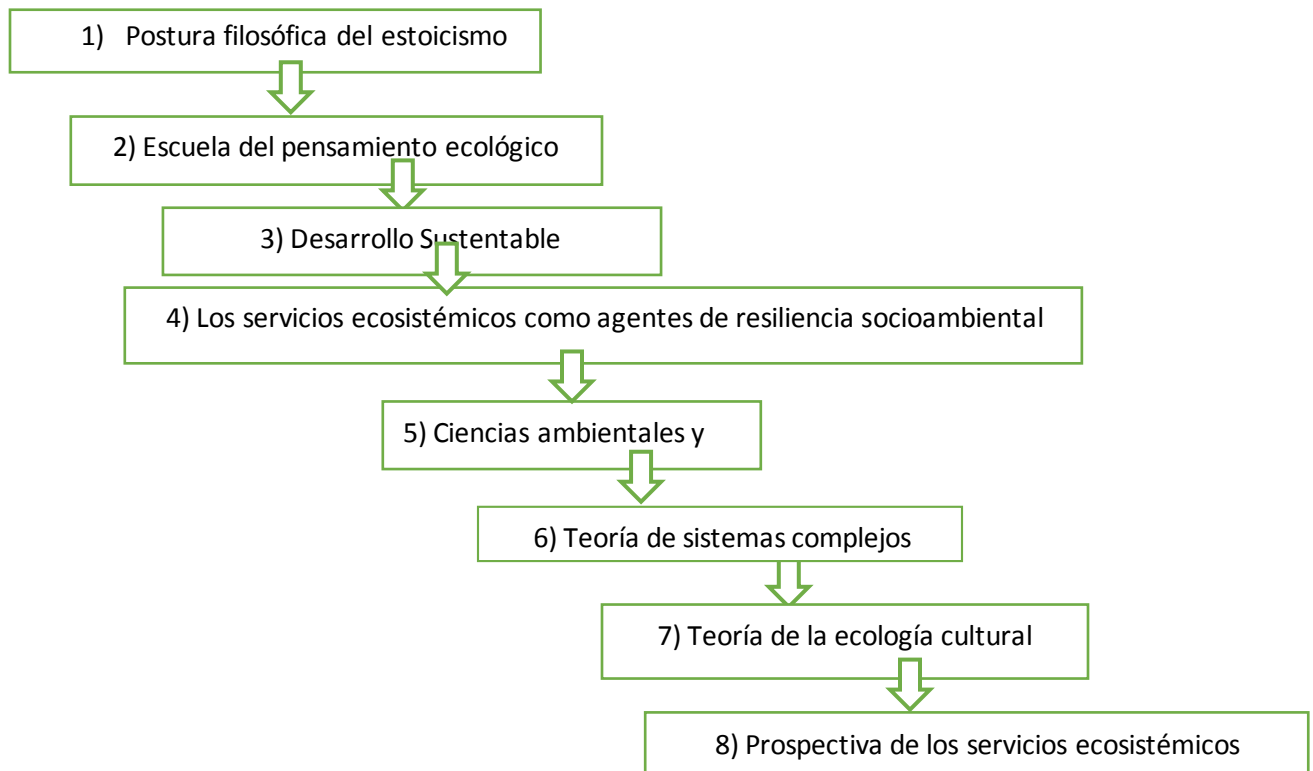 1) Postura filosófica del estoicismo
2) Escuela del pensamiento ecológico
3) Desarrollo Sustentable
4) Los servicios ecosistémicos como agentes de resiliencia socioambiental
5) Ciencias ambientales y
6) Teoría de sistemas complejos
7) Teoría de la ecología cultural
8) Prospectiva de los servicios ecosistémicos